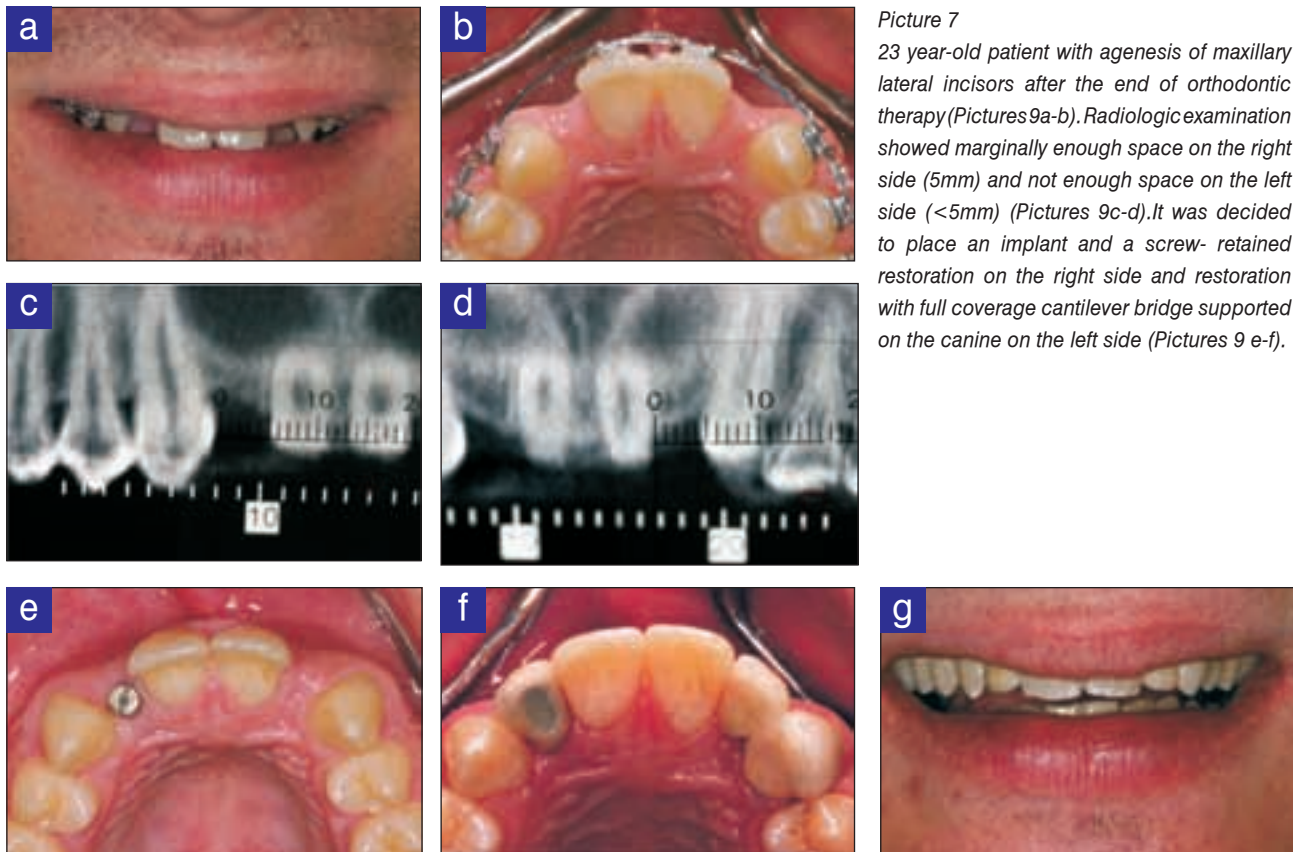 a
b
Picture 7
23 year-old patient with agenesis of maxillary
lateral incisors after the end of orthodontic
therapy (Pictures 9a-b). Radiologic examination
showed marginally enough space on the right
side (5mm) and not enough space on the left
side (<5mm) (Pictures 9c-d).It was decided
to place an implant and a screw- retained
restoration on the right side and restoration
with full coverage cantilever bridge supported
on the canine on the left side (Pictures 9 e-f).
c
0 10 2
10
d
0 10 2
e
f
g